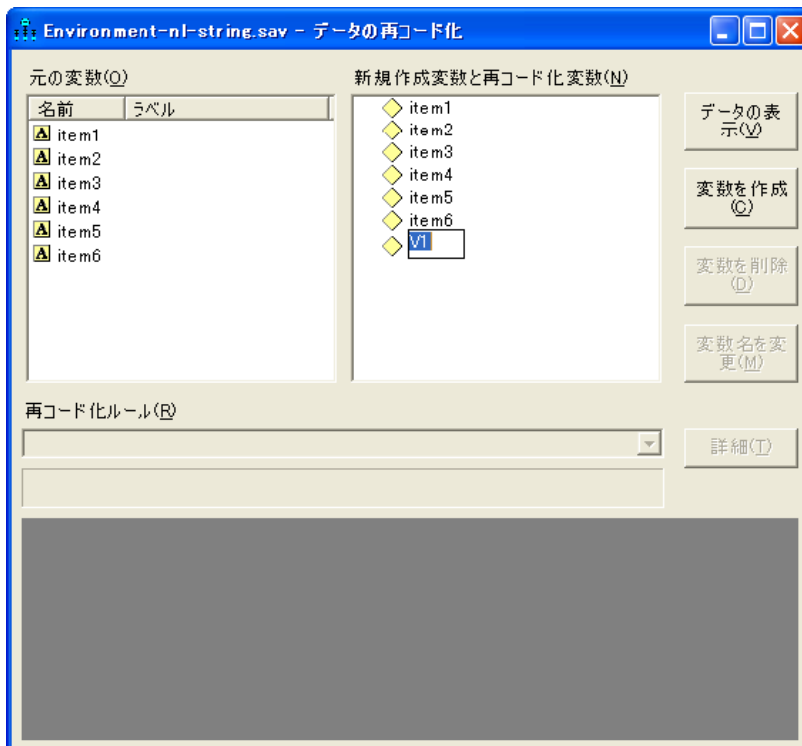 Environment-nl-string.sav - データの再コード化
元の変数(O)
名前 ラベル
A item1
A item2
A item3
A item4
A item5
A item6
新規作成変数と再コード化変数(N)
item1
item2
item3
item4
item5
item6
V1
データの表
示(V)
変数を作成
(C)
変数を削除
(D)
変数名を変
更(M)
再コード化ルール(R)
詳細(T)